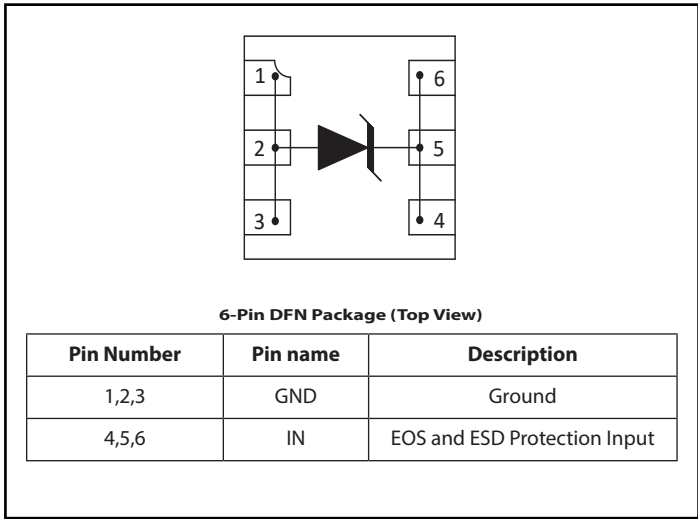 1 6
2 5
3 4
6-Pin DFN Package (Top View)
Pin Number Pin name Description
1,2,3 GND Ground
4,5,6 IN EOS and ESD Protection Input